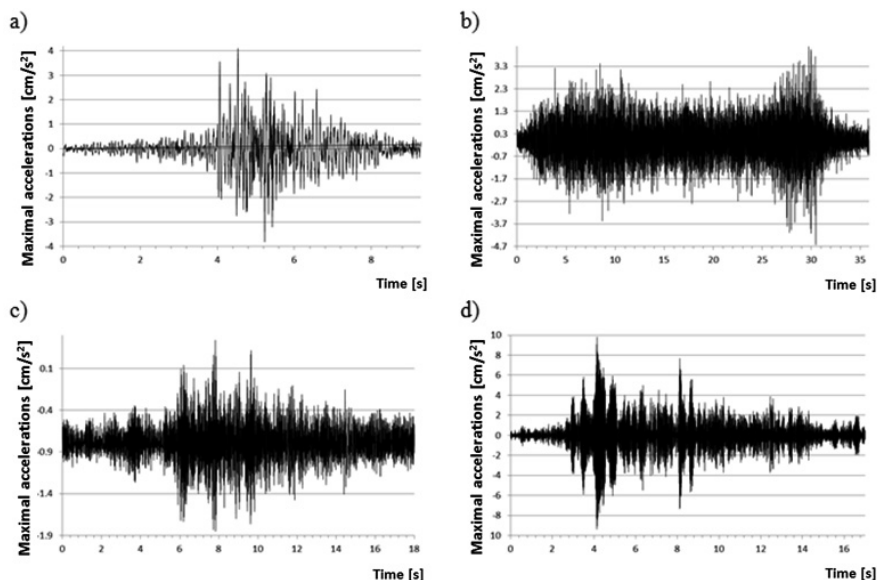 a)
Maximal accelerations [cm/s²]
4
3
2
1
0
-1
-2
-3
-4
0 2 4 6 8
Time [s]
b)
Maximal accelerations [cm/s²]
3.3
2.3
1.3
0.3
-0.7
-1.7
-2.7
-3.7
-4.7
0 5 10 15 20 25 30 35
Time [s]
c)
Maximal accelerations [cm/s²]
0.1
-0.4
-0.9
-1.4
-1.9
0 2 4 6 8 10 12 14 16 18
Time [s]
d)
Maximal accelerations [cm/s²]
10
8
6
4
2
0
-2
-4
-6
-8
10
0 2 4 6 8 10 12 14 16
Time [s]